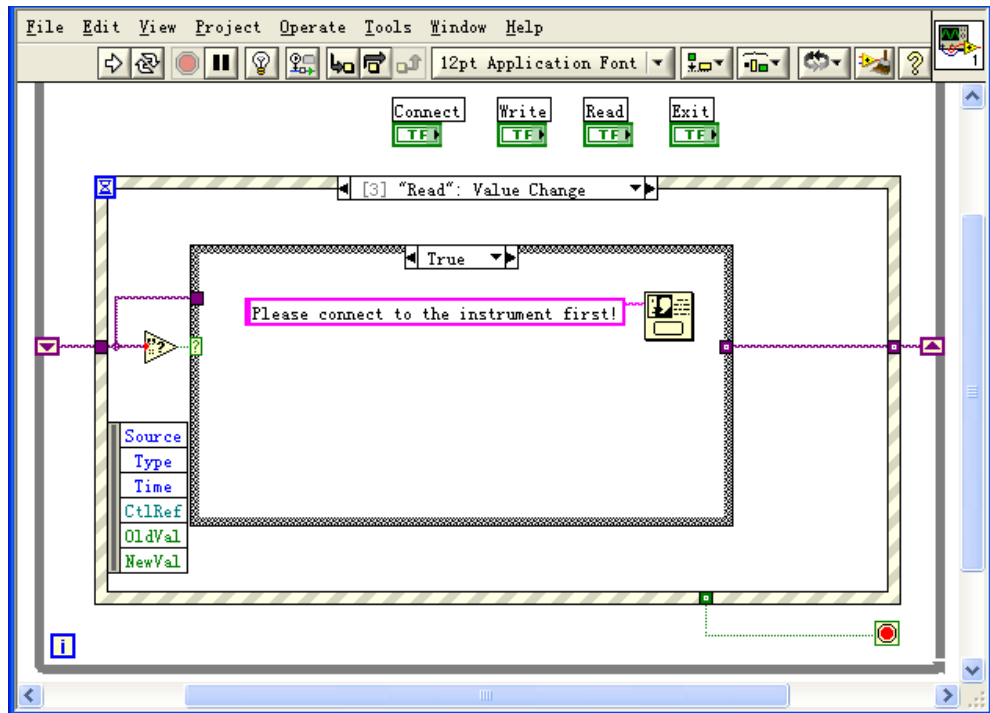 File Edit View Project Operate Tools Window Help
12pt Application Font
1
Connect Write Read Exit
TF TF TF TF
[3] "Read": Value Change
True
Please connect to the instrument first!
?
?
Source
Type
Time
CtlRef
OldVal
NewVal
i